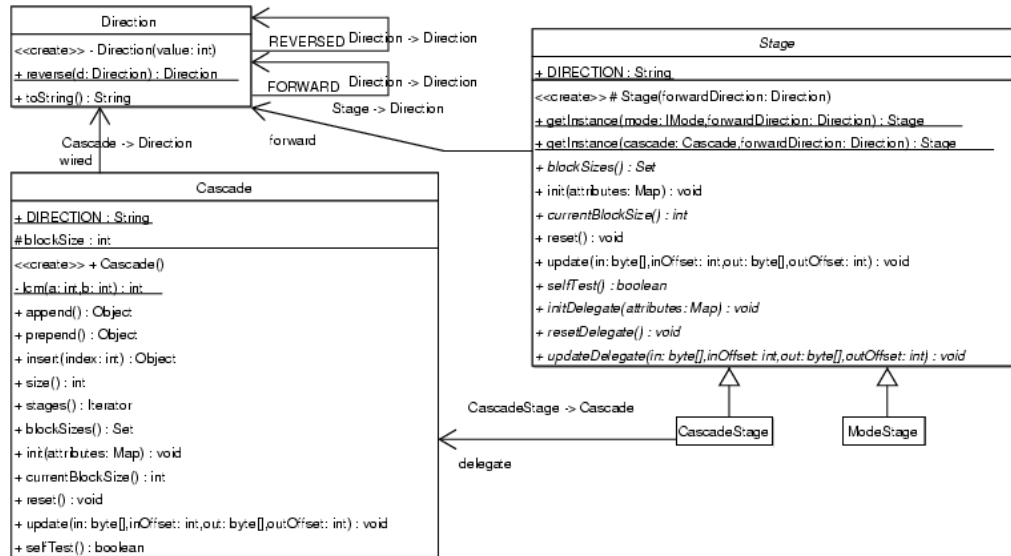 Direction
<<create>> - Direction(value: int)
+ reverse(d: Direction) : Direction
+ toString() : String
REVERSED
Direction -> Direction
FORWARD
Direction -> Direction
Stage -> Direction
forward
Cascade -> Direction
wired
Stage
+ DIRECTION : String
<<create>> # Stage(forwardDirection: Direction)
+ getInstance(mode: IMode,forwardDirection: Direction) : Stage
+ getInstance(cascade: Cascade,forwardDirection: Direction) : Stage
+ blockSizes() : Set
+ init(attributes: Map) : void
+ currentBlockSize() : int
+ reset() : void
+ update(in: byte[],inOffset: int,out: byte[],outOffset: int) : void
+ selfTest() : boolean
+ initDelegate(attributes: Map) : void
+ resetDelegate() : void
+ updateDelegate(in: byte[],inOffset: int,out: byte[],outOffset: int) : void
Cascade
+ DIRECTION : String
# blockSize : int
<<create>> + Cascade()
- lcm(a: int,b: int) : int
+ append() : Object
+ prepend() : Object
+ insert(index: int) : Object
+ size() : int
+ stages() : Iterator
+ blockSizes() : Set
+ init(attributes: Map) : void
+ currentBlockSize() : int
+ reset() : void
+ update(in: byte[],inOffset: int,out: byte[],outOffset: int) : void
+ selfTest() : boolean
CascadeStage -> Cascade
delegate
CascadeStage
ModeStage